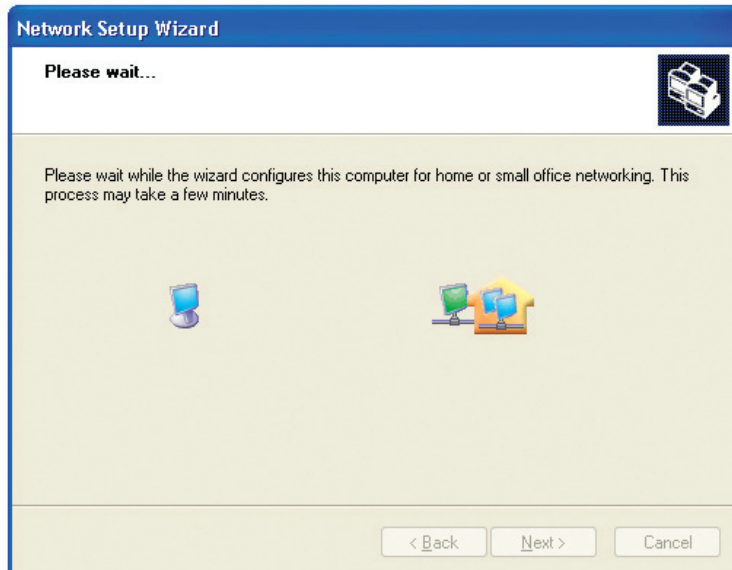 Network Setup Wizard
Please wait...
Please wait while the wizard configures this computer for home or small office networking. This
process may take a few minutes.
< Back
Next >
Cancel